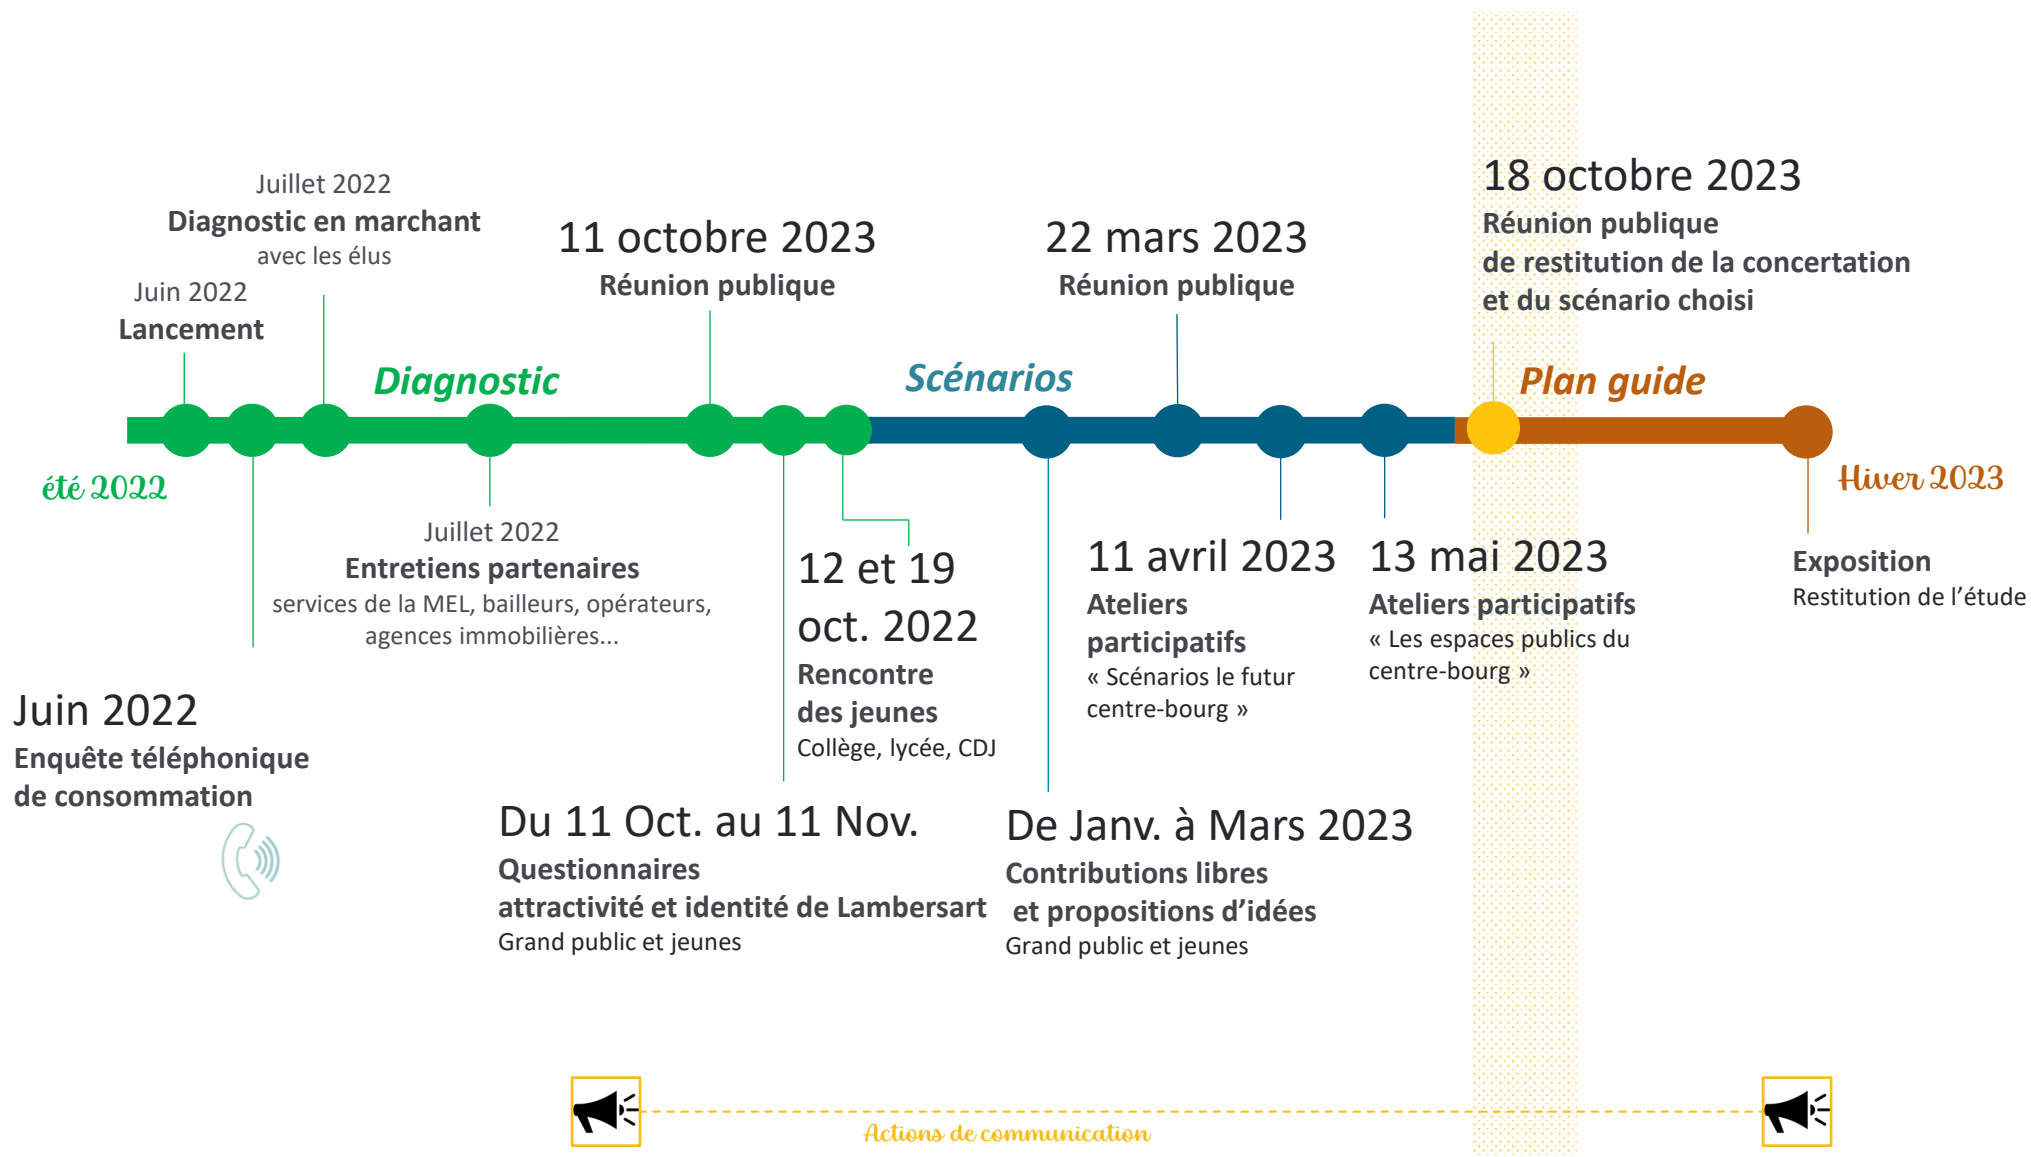 Juillet 2022
Diagnostic en marchant
avec les élus
Juin 2022
Lancement
11 octobre 2023
Réunion publique
22 mars 2023
Réunion publique
18 octobre 2023
Réunion publique
de restitution de la concertation
et du scénario choisi
Diagnostic
Scénarios
Plan guide
été 2022
Hiver 2023
Juin 2022
Enquête téléphonique
de consommation
Juillet 2022
Entretiens partenaires
services de la MEL, bailleurs, opérateurs,
agences immobilières...
Du 11 Oct. au 11 Nov.
Questionnaires
attractivité et identité de Lambersart
Grand public et jeunes
12 et 19
oct. 2022
Rencontre
des jeunes
Collège, lycée, CDJ
De Janv. à Mars 2023
Contributions libres
et propositions d’idées
Grand public et jeunes
11 avril 2023
Ateliers
participatifs
« Scénarios le futur
centre-bourg »
13 mai 2023
Ateliers participatifs
« Les espaces publics du
centre-bourg »
Exposition
Restitution de l’étude
Actions de communication